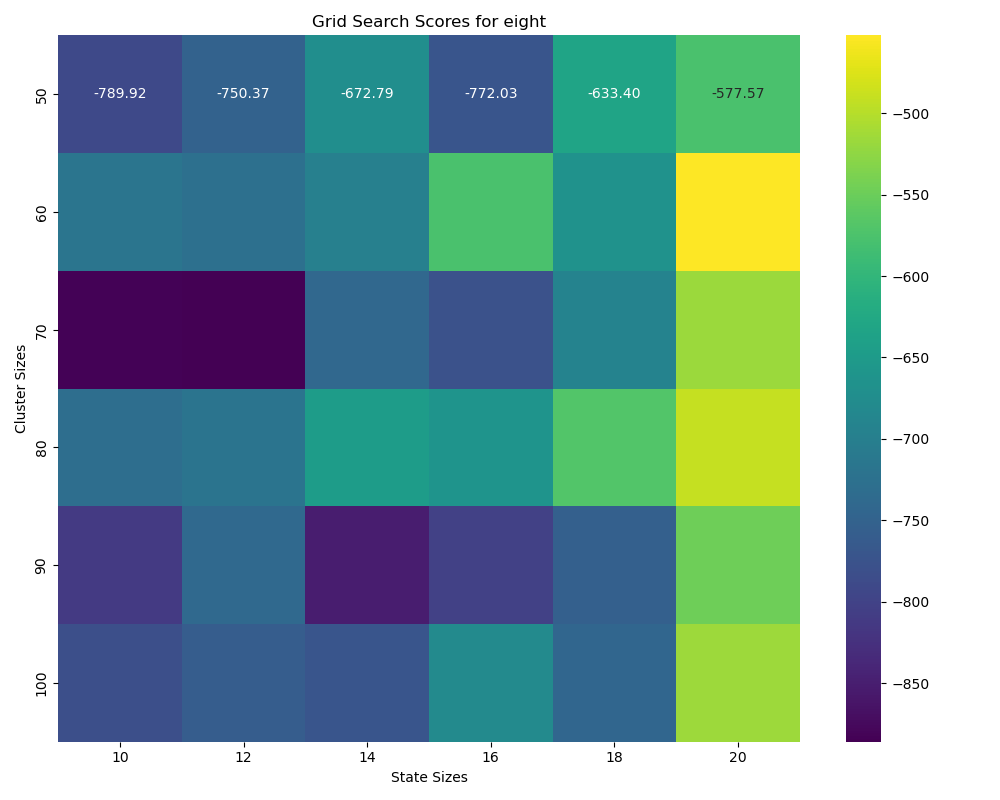 Grid Search Scores for eight
-789.92 -750.37 -672.79 -772.03 -633.40 -577.57
50
60
70
80
90
100
Cluster Sizes
10 12 14 16 18 20
State Sizes
−500
−550
−600
−650
−700
−750
−800
−850